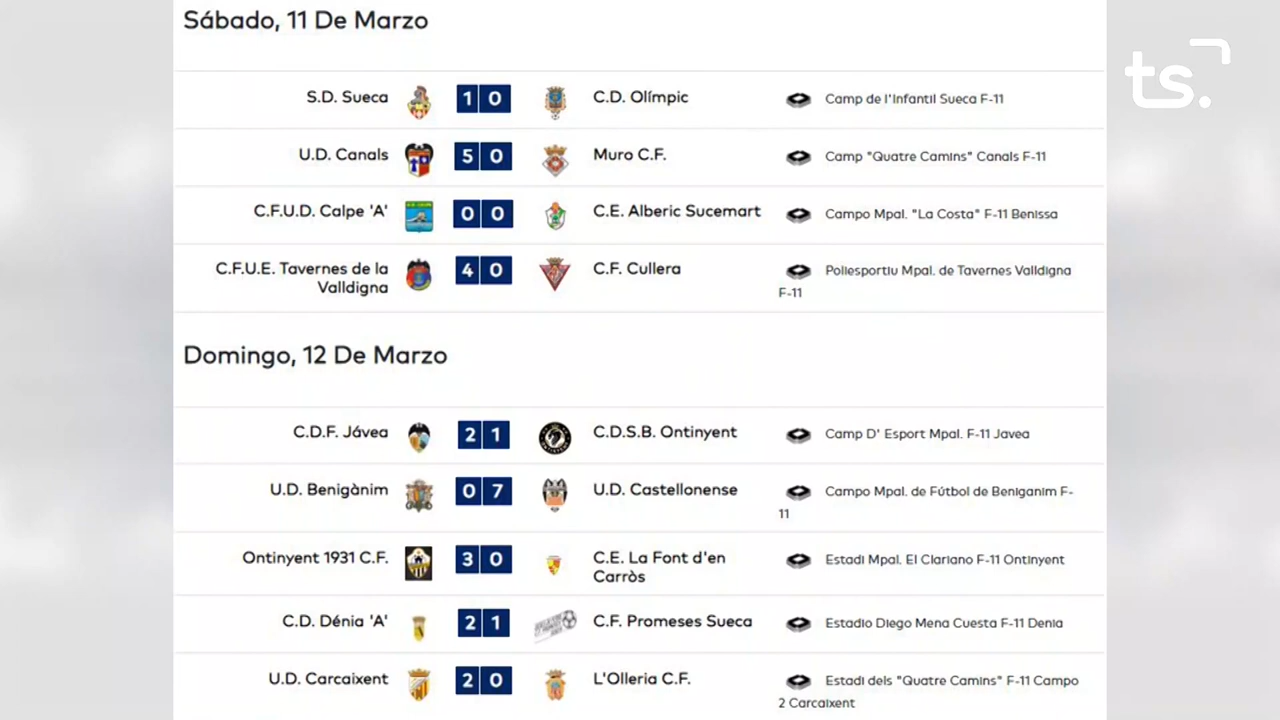 Sábado, 11 De Marzo
ts.
S.D. Sueca 1 0 C.D. Olímpic Camp de l'Infantil Sueca F-11
U.D. Canals 5 0 Muro C.F. Camp "Quatre Camins" Canals F-11
C.F.U.D. Calpe 'A' 0 0 C.E. Alberic Sucemart Campo Mpal. "La Costa" F-11 Benissa
C.F.U.E. Tavernes de la 4 0 C.F. Cullera Poliesportiu Mpal. de Tavernes Valldigna
Valldigna F-11
Domingo, 12 De Marzo
C.D.F. Jávea 2 1 C.D.S.B. Ontinyent Camp D' Esport Mpal. F-11 Javea
U.D. Benigànim 0 7 U.D. Castellonense Campo Mpal. de Fútbol de Beniganim F-
11
Ontinyent 1931 C.F. 3 0 C.E. La Font d'en Estadi Mpal. El Clariano F-11 Ontinyent
Carròs
C.D. Dénia 'A' 2 1 C.F. Promeses Sueca Estadio Diego Mena Cuesta F-11 Denia
U.D. Carcaixent 2 0 L'Olleria C.F. Estadi dels "Quatre Camins" F-11 Campo
2 Carcaixent